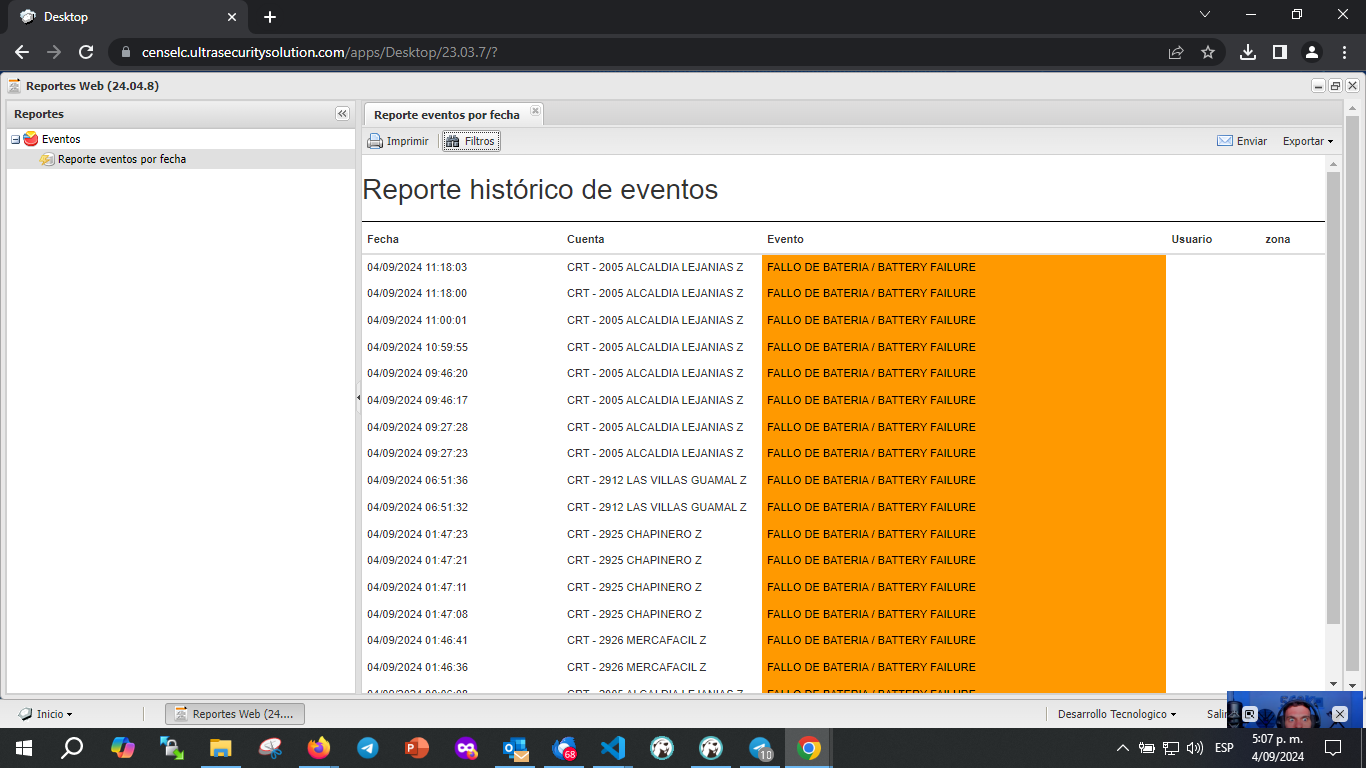 Desktop
censelc.ultrasecuritysolution.com/apps/Desktop/23.03.7/?
Reportes Web (24.04.8)
Reportes
Reporte eventos por fecha
Eventos
Reporte eventos por fecha
Imprimir
Filtros
Enviar
Exportar
Reporte histórico de eventos
Fecha Cuenta Evento Usuario zona
04/09/2024 11:18:03 CRT - 2005 ALCALDIA LEJANIAS Z FALLO DE BATERIA / BATTERY FAILURE
04/09/2024 11:18:00 CRT - 2005 ALCALDIA LEJANIAS Z FALLO DE BATERIA / BATTERY FAILURE
04/09/2024 11:00:01 CRT - 2005 ALCALDIA LEJANIAS Z FALLO DE BATERIA / BATTERY FAILURE
04/09/2024 10:59:55 CRT - 2005 ALCALDIA LEJANIAS Z FALLO DE BATERIA / BATTERY FAILURE
04/09/2024 09:46:20 CRT - 2005 ALCALDIA LEJANIAS Z FALLO DE BATERIA / BATTERY FAILURE
04/09/2024 09:46:17 CRT - 2005 ALCALDIA LEJANIAS Z FALLO DE BATERIA / BATTERY FAILURE
04/09/2024 09:27:28 CRT - 2005 ALCALDIA LEJANIAS Z FALLO DE BATERIA / BATTERY FAILURE
04/09/2024 09:27:23 CRT - 2005 ALCALDIA LEJANIAS Z FALLO DE BATERIA / BATTERY FAILURE
04/09/2024 06:51:36 CRT - 2912 LAS VILLAS GUAMAL Z FALLO DE BATERIA / BATTERY FAILURE
04/09/2024 06:51:32 CRT - 2912 LAS VILLAS GUAMAL Z FALLO DE BATERIA / BATTERY FAILURE
04/09/2024 01:47:23 CRT - 2925 CHAPINERO Z FALLO DE BATERIA / BATTERY FAILURE
04/09/2024 01:47:21 CRT - 2925 CHAPINERO Z FALLO DE BATERIA / BATTERY FAILURE
04/09/2024 01:47:11 CRT - 2925 CHAPINERO Z FALLO DE BATERIA / BATTERY FAILURE
04/09/2024 01:47:08 CRT - 2925 CHAPINERO Z FALLO DE BATERIA / BATTERY FAILURE
04/09/2024 01:46:41 CRT - 2926 MERCAFACIL Z FALLO DE BATERIA / BATTERY FAILURE
04/09/2024 01:46:36 CRT - 2926 MERCAFACIL Z FALLO DE BATERIA / BATTERY FAILURE
Inicio
Reportes Web (24....
Desarrollo Tecnologico
68
10
ESP
5:07 p. m.
4/09/2024